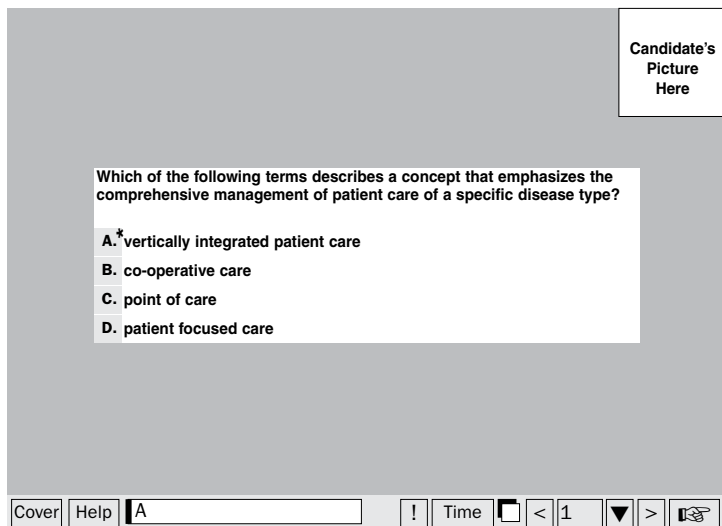 Candidate's
Picture
Here
Which of the following terms describes a concept that emphasizes the
comprehensive management of patient care of a specific disease type?
A.* vertically integrated patient care
B. co-operative care
C. point of care
D. patient focused care
Cover Help A ! Time < 1 ▼ > ☞